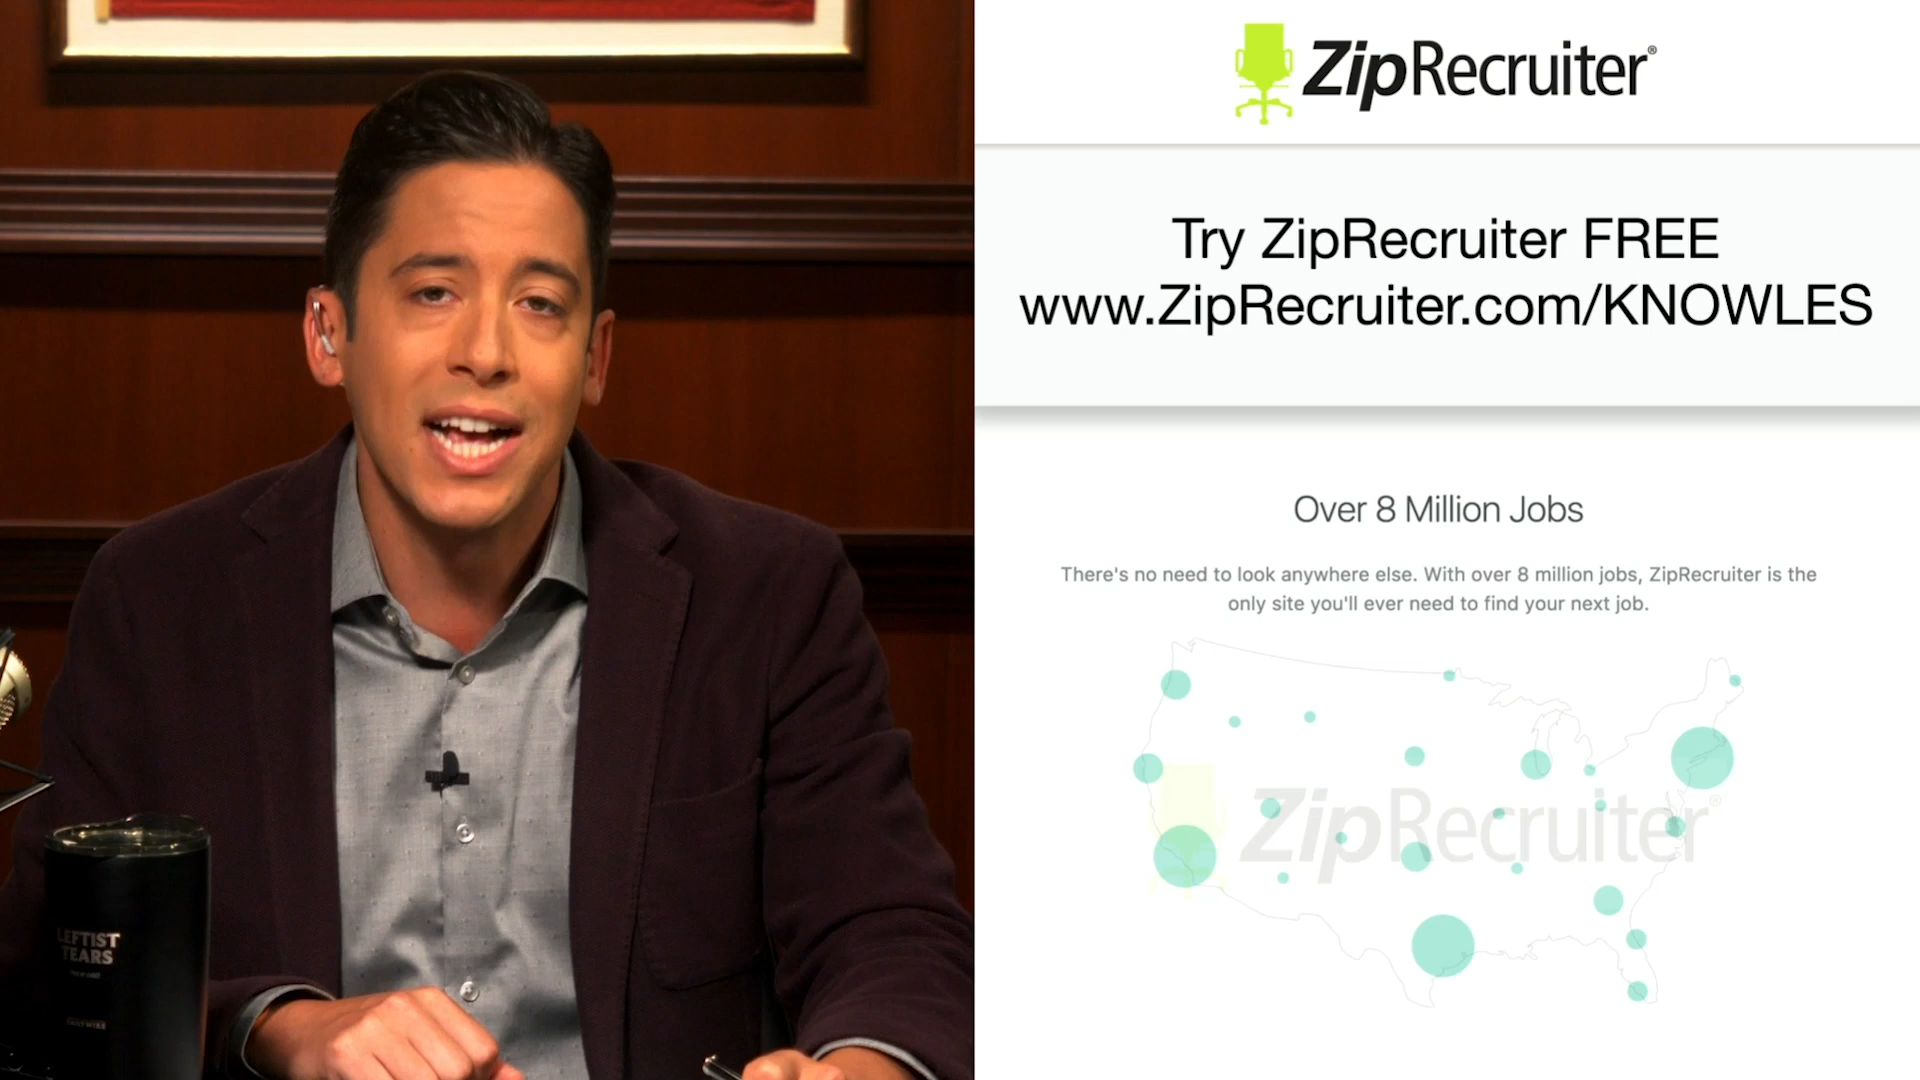 ZipRecruiter®
Try ZipRecruiter FREE
www.ZipRecruiter.com/KNOWLES
Over 8 Million Jobs
There's no need to look anywhere else. With over 8 million jobs, ZipRecruiter is the
only site you'll ever need to find your next job.
ZipRecruiter®
LEFTIST
TEARS
DAILY WIRE